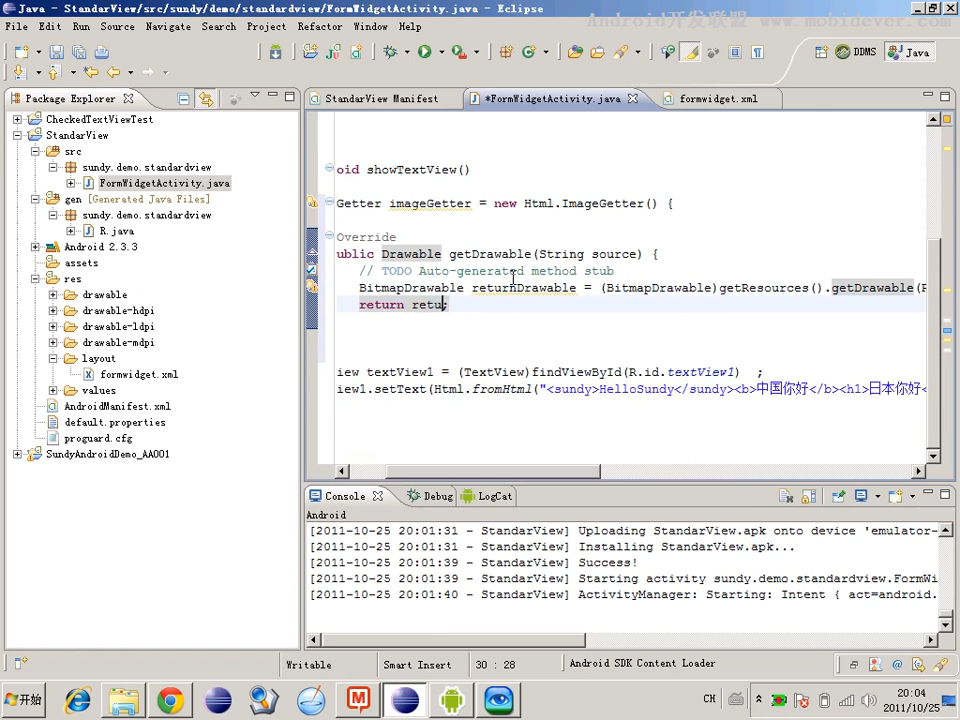 Java - StandarView/src/sundy/demo/standardview/FormWidgetActivity.java - Eclipse
Android开发联盟 www.mobidever.com
File Edit Run Source Navigate Search Project Refactor Window Help
DDMS Java
Package Explorer
StandarView Manifest *FormWidgetActivity.java formwidget.xml
CheckedTextViewTest
StandarView
src
sundy.demo.standardview
FormWidgetActivity.java
gen [Generated Java Files]
sundy.demo.standardview
R.java
Android 2.3.3
assets
res
drawable
drawable-hdpi
drawable-ldpi
drawable-mdpi
layout
formwidget.xml
values
AndroidManifest.xml
default.properties
proguard.cfg
SundyAndroidDemo_AA001
oid showTextView()
Getter imageGetter = new Html.ImageGetter() {
Override
ublic Drawable getDrawable(String source) {
// TODO Auto-generated method stub
BitmapDrawable returnDrawable = (BitmapDrawable)getResources().getDrawable(R
return retu;
iew textView1 = (TextView)findViewById(R.id.textView1) ;
iew1.setText(Html.fromHtml("<sundy>HelloSundy</sundy><b>中国你好</b><h1>日本你好<
Console Debug LogCat
Android
[2011-10-25 20:01:31 - StandarView] Uploading StandarView.apk onto device 'emulator-
[2011-10-25 20:01:31 - StandarView] Installing StandarView.apk...
[2011-10-25 20:01:39 - StandarView] Success!
[2011-10-25 20:01:39 - StandarView] Starting activity sundy.demo.standardview.FormWi
[2011-10-25 20:01:40 - StandarView] ActivityManager: Starting: Intent { act=android.
Writable Smart Insert 30 : 28 Android SDK Content Loader
开始
CH
20:04
2011/10/25